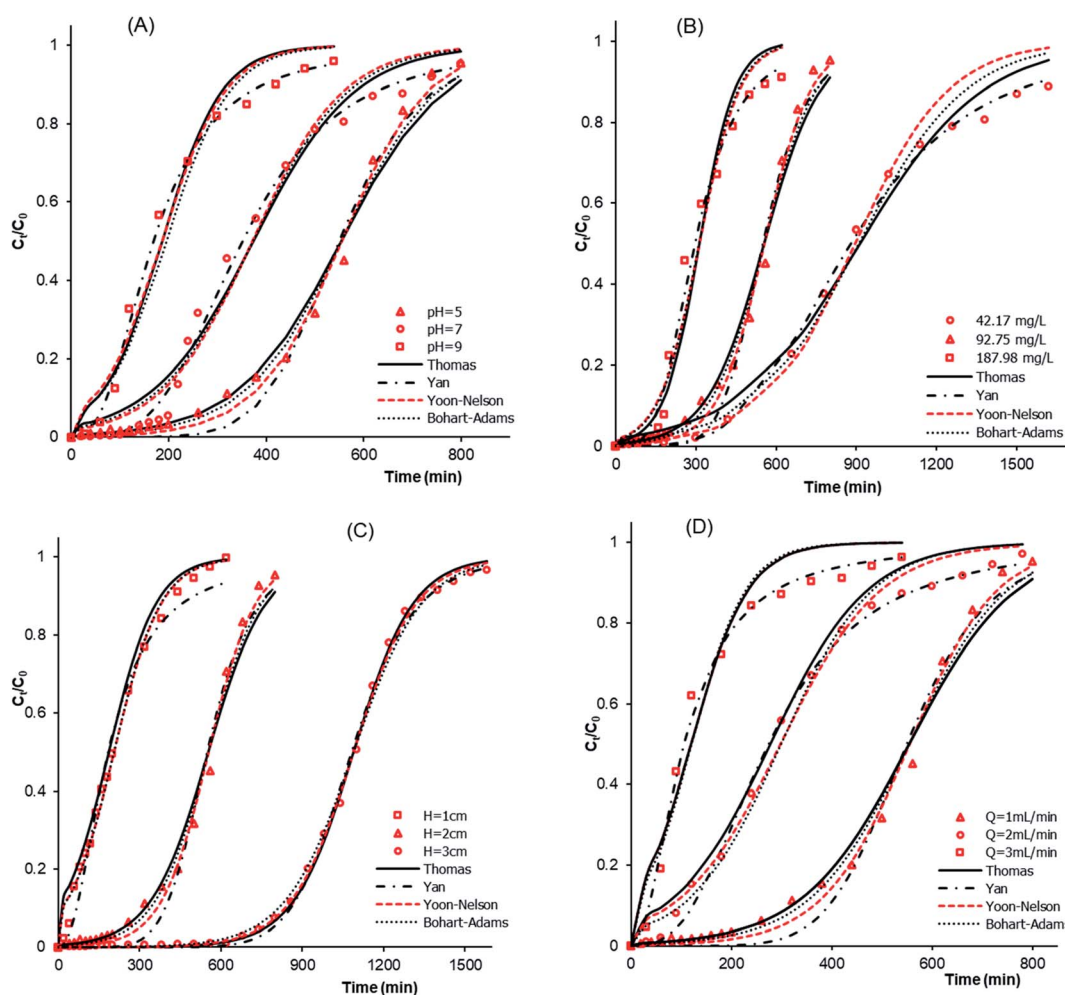 (A)
1
0.8
0.6
0.4
0.2
0
0
200
400
600
800
Cₜ/C₀
Time (min)
pH=5
pH=7
pH=9
Thomas
Yan
Yoon-Nelson
Bohart-Adams
(B)
1
0.8
0.6
0.4
0.2
0
0
300
600
900
1200
1500
Cₜ/C₀
Time (min)
42.17 mg/L
92.75 mg/L
187.98 mg/L
Thomas
Yan
Yoon-Nelson
Bohart-Adams
(C)
1
0.8
0.6
0.4
0.2
0
0
300
600
900
1200
1500
Cₜ/C₀
Time (min)
H=1cm
H=2cm
H=3cm
Thomas
Yan
Yoon-Nelson
Bohart-Adams
(D)
1
0.8
0.6
0.4
0.2
0
0
200
400
600
800
Cₜ/C₀
Time (min)
Q=1mL/min
Q=2mL/min
Q=3mL/min
Thomas
Yan
Yoon-Nelson
Bohart-Adams